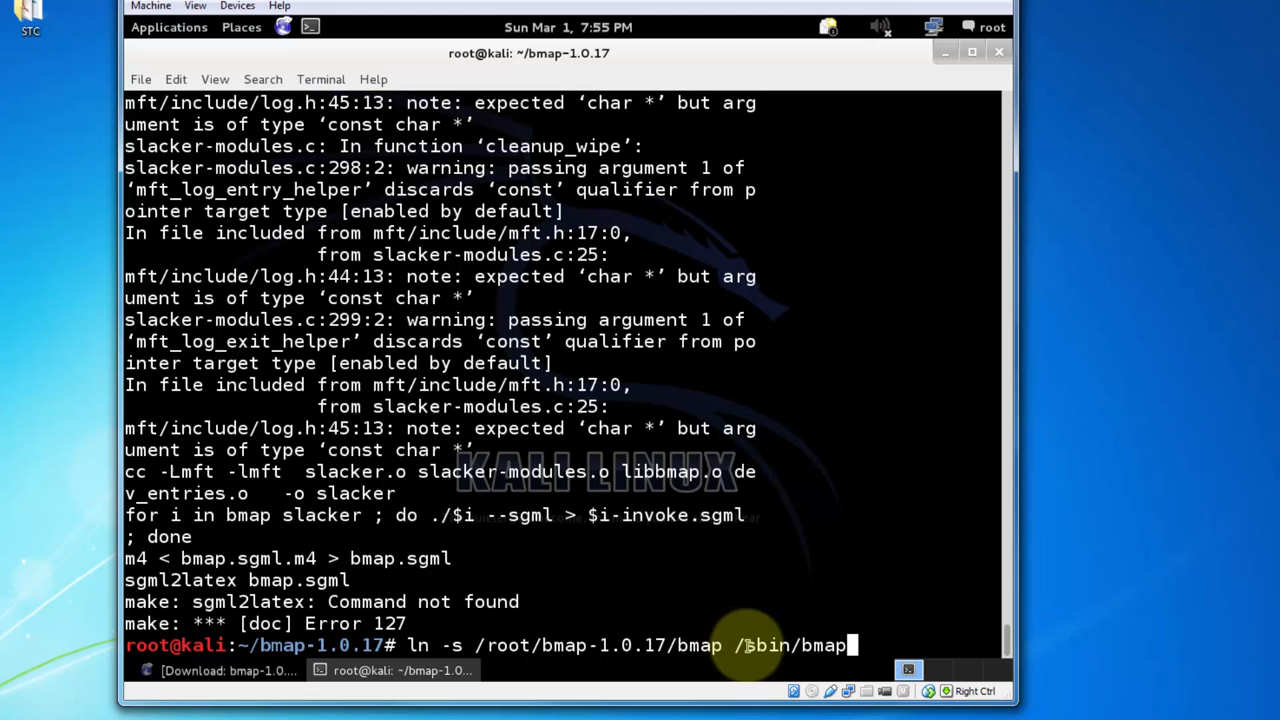 Machine View Devices Help
STC
Applications Places Sun Mar 1, 7:55 PM root
root@kali: ~/bmap-1.0.17
File Edit View Search Terminal Help
mft/include/log.h:45:13: note: expected ‘char *’ but arg
ument is of type ‘const char *’
slacker-modules.c: In function ‘cleanup_wipe’:
slacker-modules.c:298:2: warning: passing argument 1 of
‘mft_log_entry_helper’ discards ‘const’ qualifier from p
ointer target type [enabled by default]
In file included from mft/include/mft.h:17:0,
from slacker-modules.c:25:
mft/include/log.h:44:13: note: expected ‘char *’ but arg
ument is of type ‘const char *’
slacker-modules.c:299:2: warning: passing argument 1 of
‘mft_log_exit_helper’ discards ‘const’ qualifier from po
inter target type [enabled by default]
In file included from mft/include/mft.h:17:0,
from slacker-modules.c:25:
mft/include/log.h:45:13: note: expected ‘char *’ but arg
ument is of type ‘const char *’
cc -Lmft -lmft slacker.o slacker-modules.o libbmap.o de
v_entries.o -o slacker
KALI LINUX
for i in bmap slacker ; do ./$i --sgml > $i-invoke.sgml
; done
m4 < bmap.sgml.m4 > bmap.sgml
sgml2latex bmap.sgml
make: sgml2latex: Command not found
make: *** [doc] Error 127
root@kali:~/bmap-1.0.17# ln -s /root/bmap-1.0.17/bmap /sbin/bmap
[Download: bmap-1.0.... root@kali: ~/bmap-1.0...
Right Ctrl